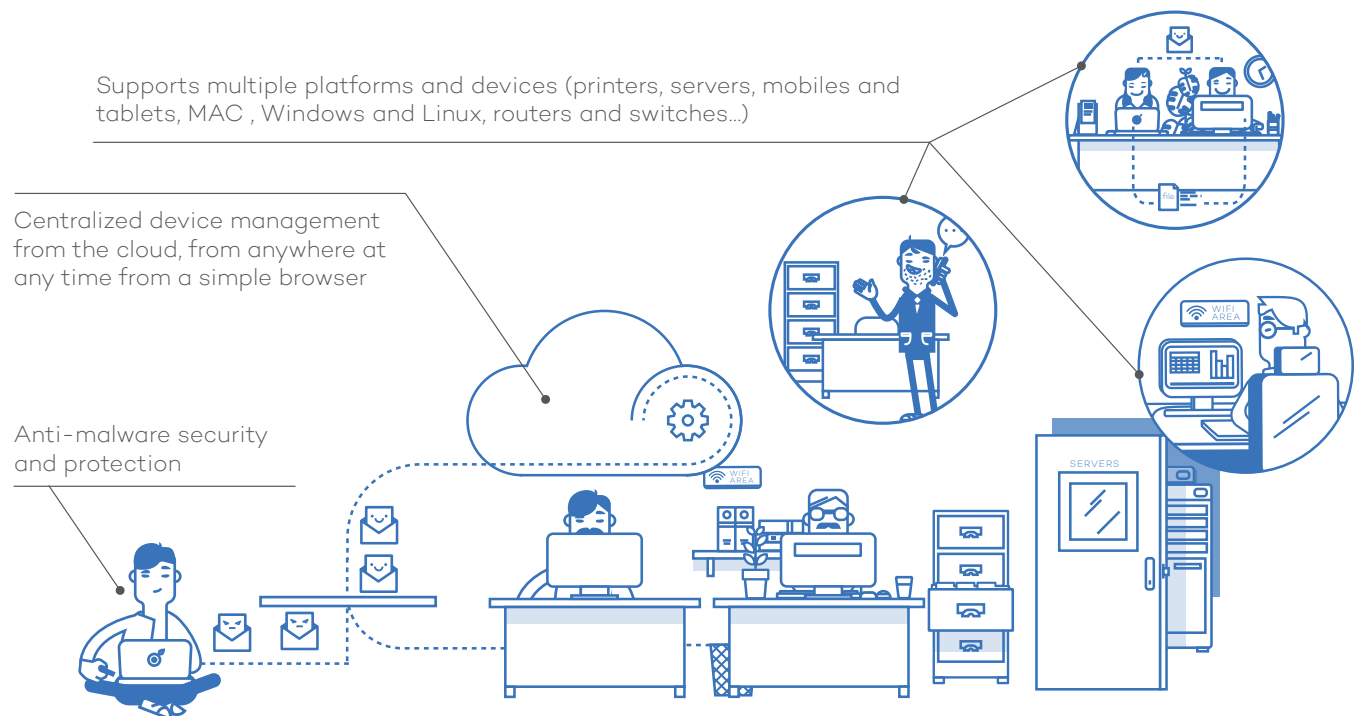 Supports multiple platforms and devices (printers, servers, mobiles and
tablets, MAC , Windows and Linux, routers and switches...)
Centralized device management
from the cloud, from anywhere at
any time from a simple browser
Anti-malware security
and protection
file
WIFI
AREA
WIFI
AREA
SERVERS